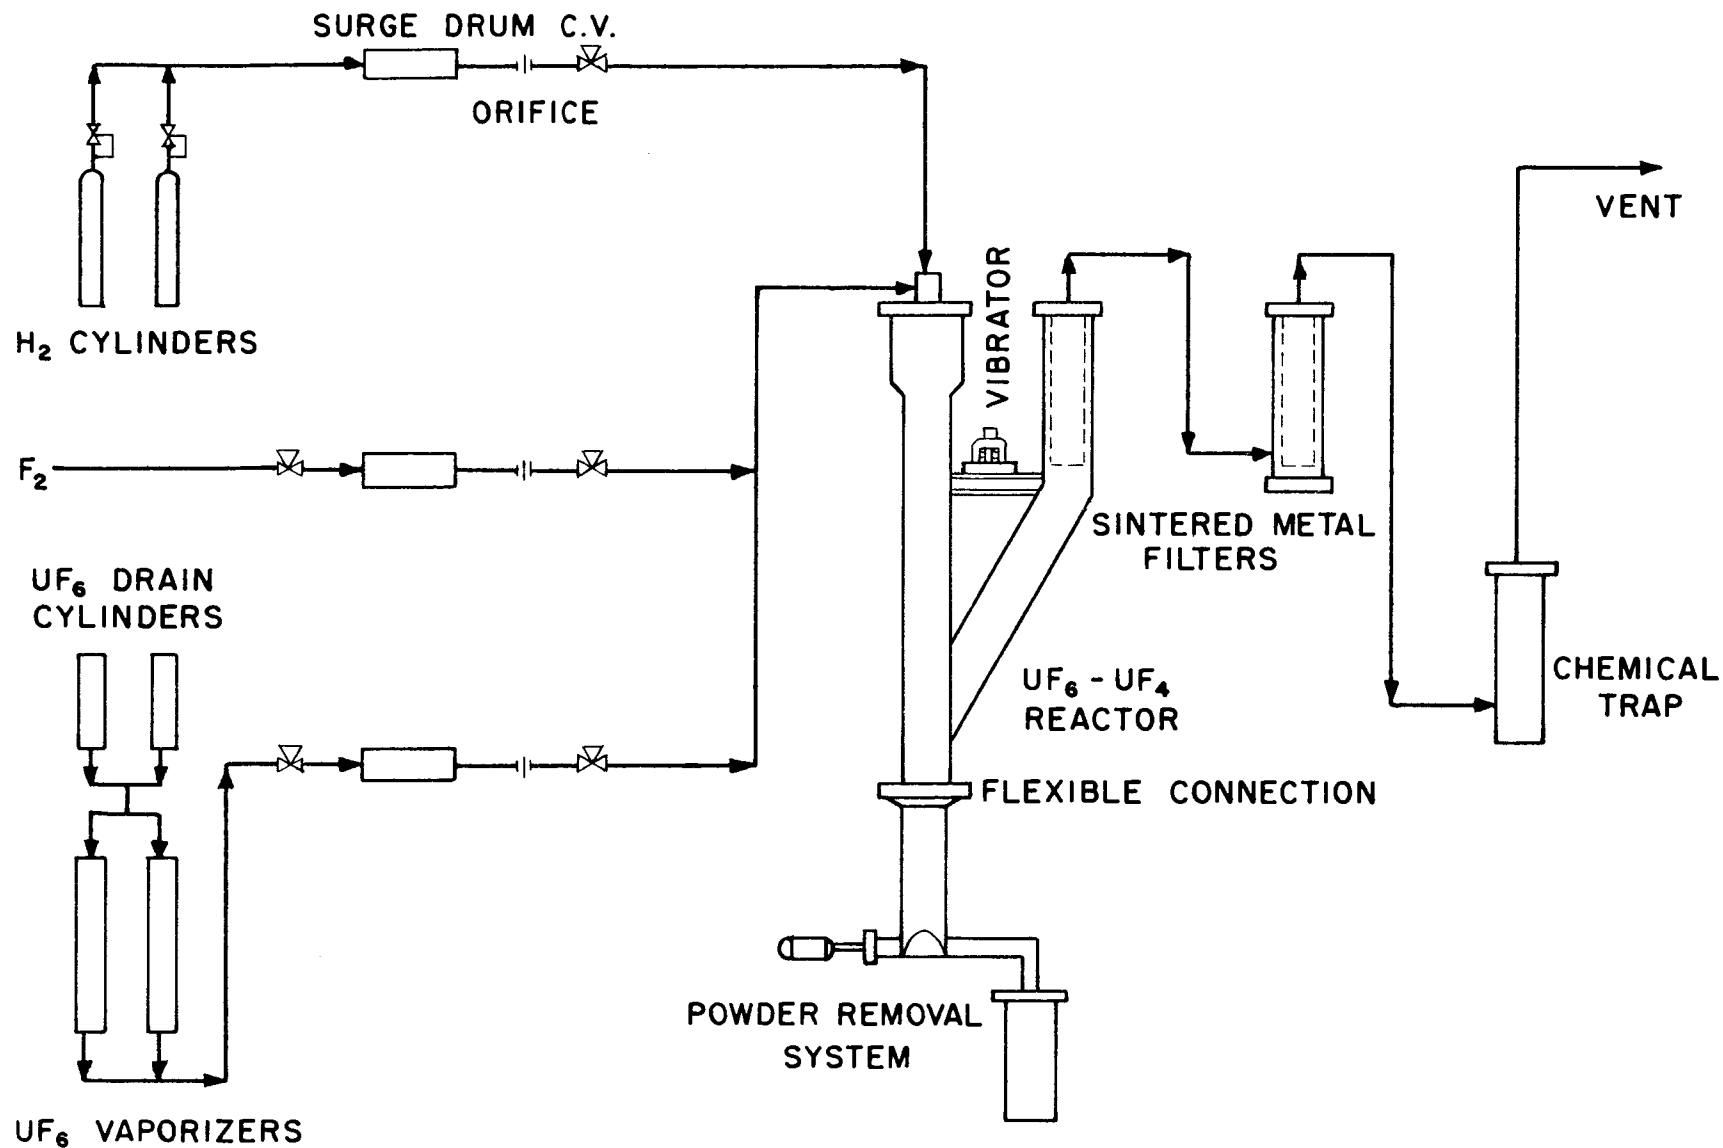 SURGE DRUM C.V.
ORIFICE
VENT
H₂ CYLINDERS
VIBRATOR
F₂
SINTERED METAL
FILTERS
UF₆ DRAIN
CYLINDERS
UF₆ - UF₄
REACTOR
CHEMICAL
TRAP
FLEXIBLE CONNECTION
POWDER REMOVAL
SYSTEM
UF₆ VAPORIZERS